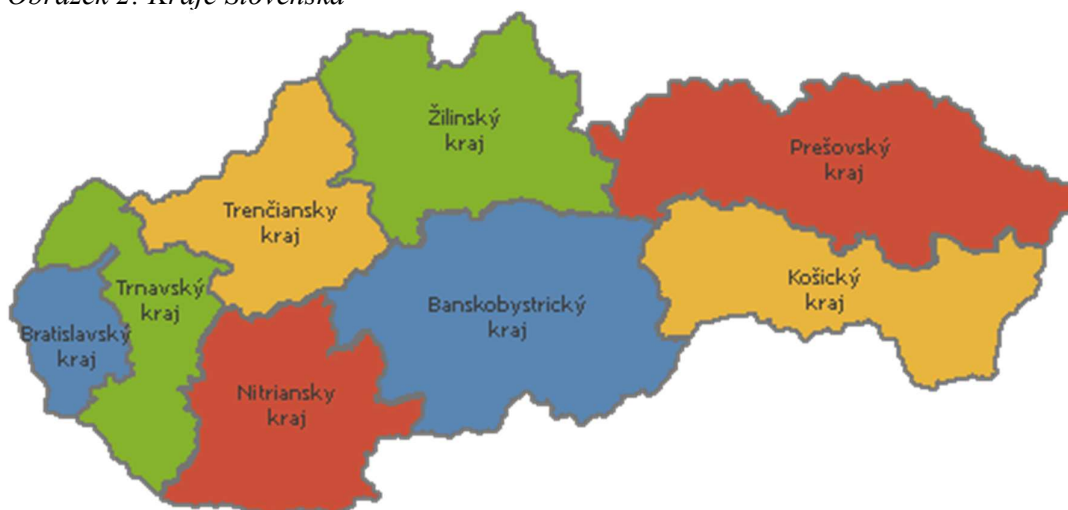 Obrázek 2: Kraje Slovenska
Žilinský
kraj
Prešovský
kraj
Trenčiansky
kraj
Trnavský
kraj
Košický
kraj
Banskobystrický
kraj
Bratislavský
kraj
Nitriansky
kraj